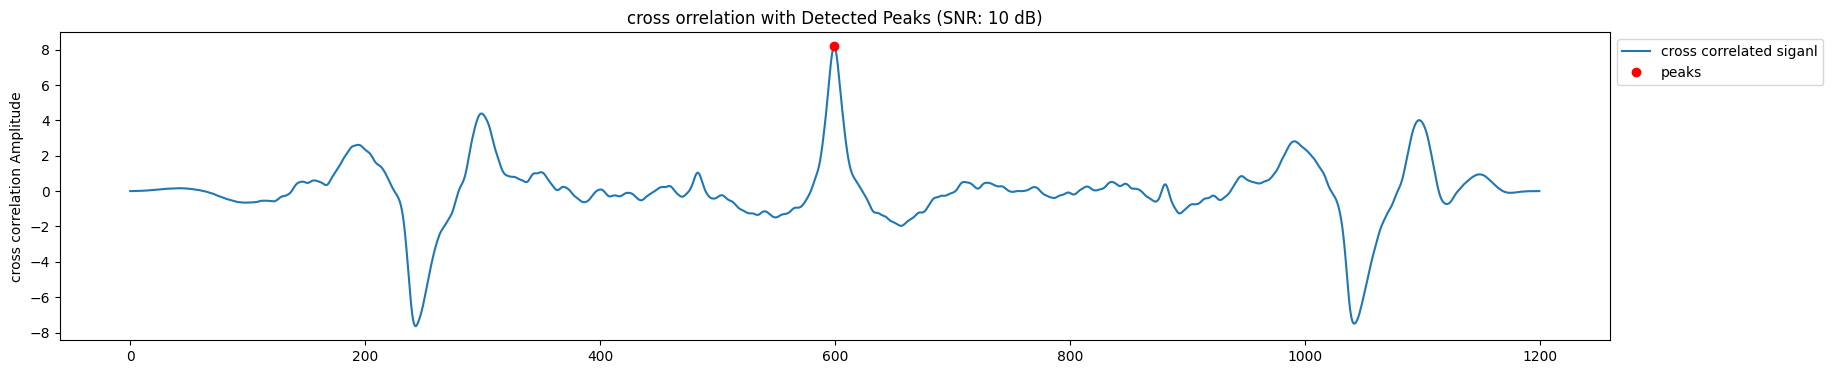 cross orrelation with Detected Peaks (SNR: 10 dB)
cross correlation Amplitude
8
6
4
2
0
−2
−4
−6
−8
0 200 400 600 800 1000 1200
cross correlated siganl
peaks